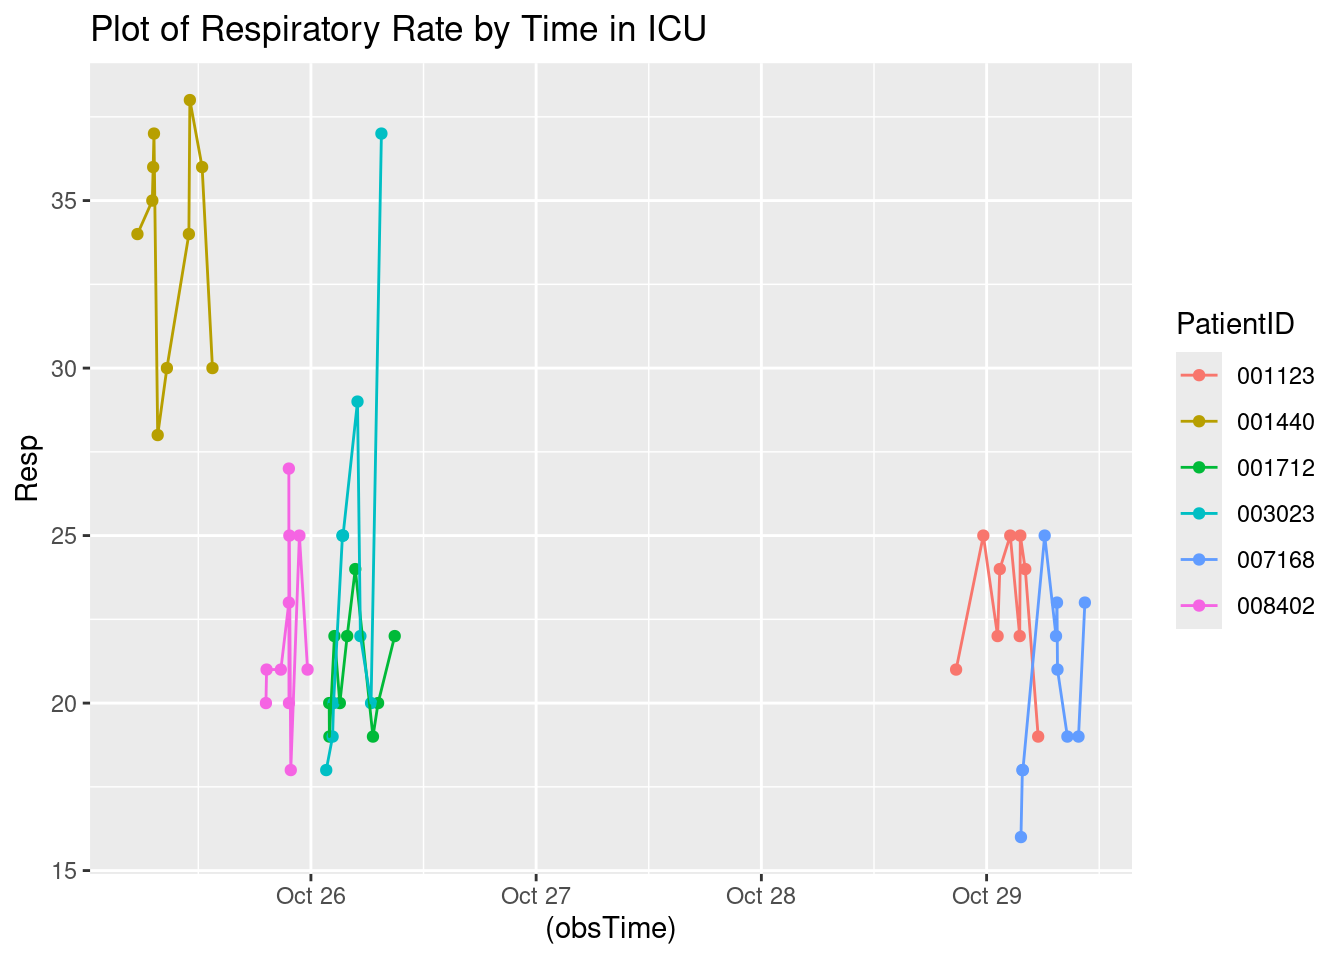 Plot of Respiratory Rate by Time in ICU
Resp
35
30
25
20
15
Oct 26
Oct 27
Oct 28
Oct 29
(obsTime)
PatientID
001123
001440
001712
003023
007168
008402